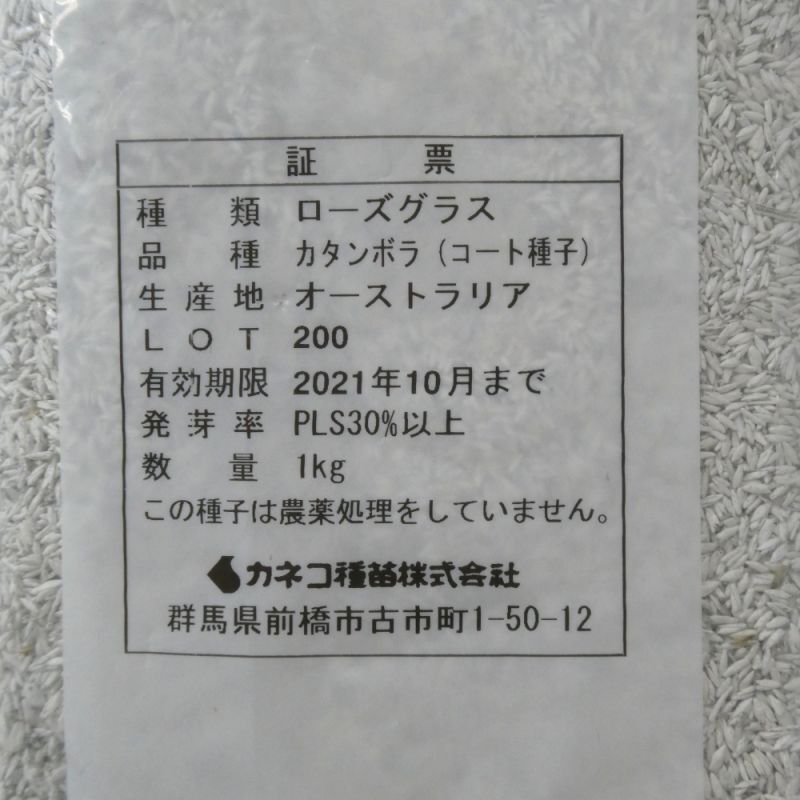 証票
種類 ローズグラス
品種 カタンボラ（コート種子）
生産地 オーストラリア
LOT 200
有効期限 2021年10月まで
発芽率 PLS30%以上
数量 1kg
この種子は農薬処理をしていません。
カネコ種苗株式会社
群馬県前橋市古市町1-50-12